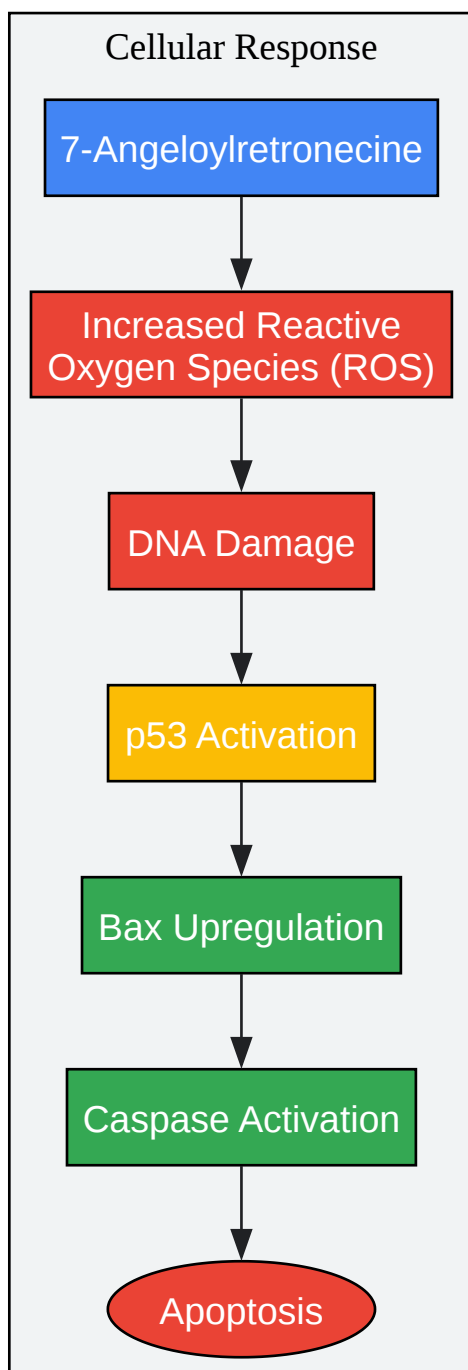 Cellular Response
7-Angeloylretronecine
Increased Reactive
Oxygen Species (ROS)
DNA Damage
p53 Activation
Bax Upregulation
Caspase Activation
Apoptosis